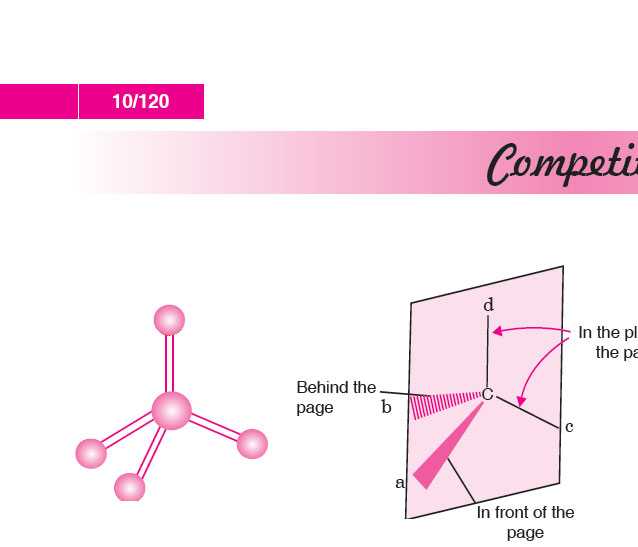 10/120
Competi
d
In the pl
the pa
Behind the
page
b
C
c
a
In front of the
page